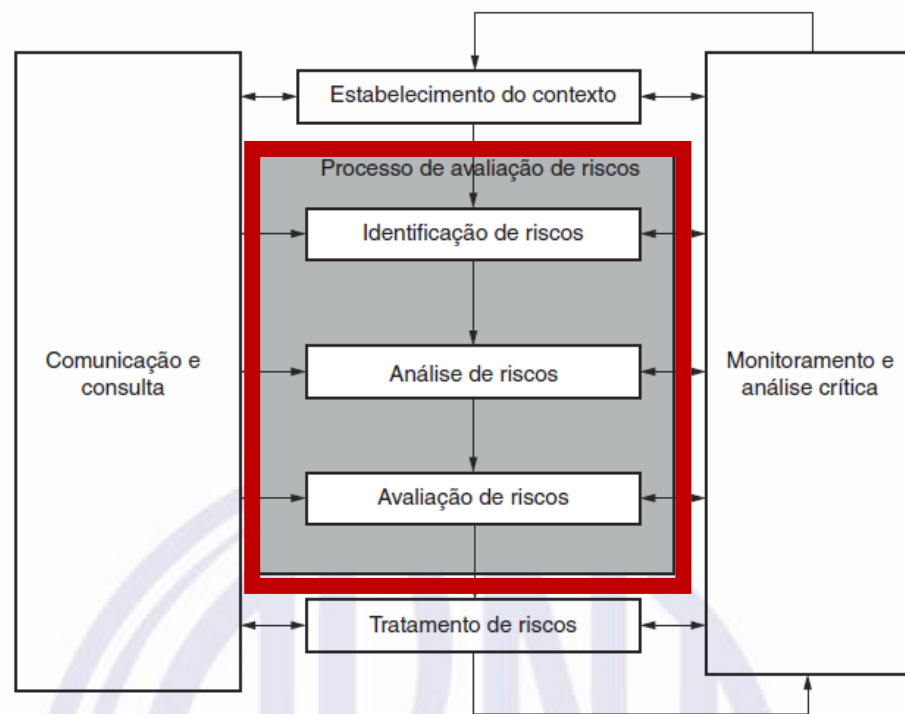 Estabelecimento do contexto
Processo de avaliação de riscos
Identificação de riscos
Comunicação e
consulta
Análise de riscos
Monitoramento e
análise crítica
Avaliação de riscos
Tratamento de riscos